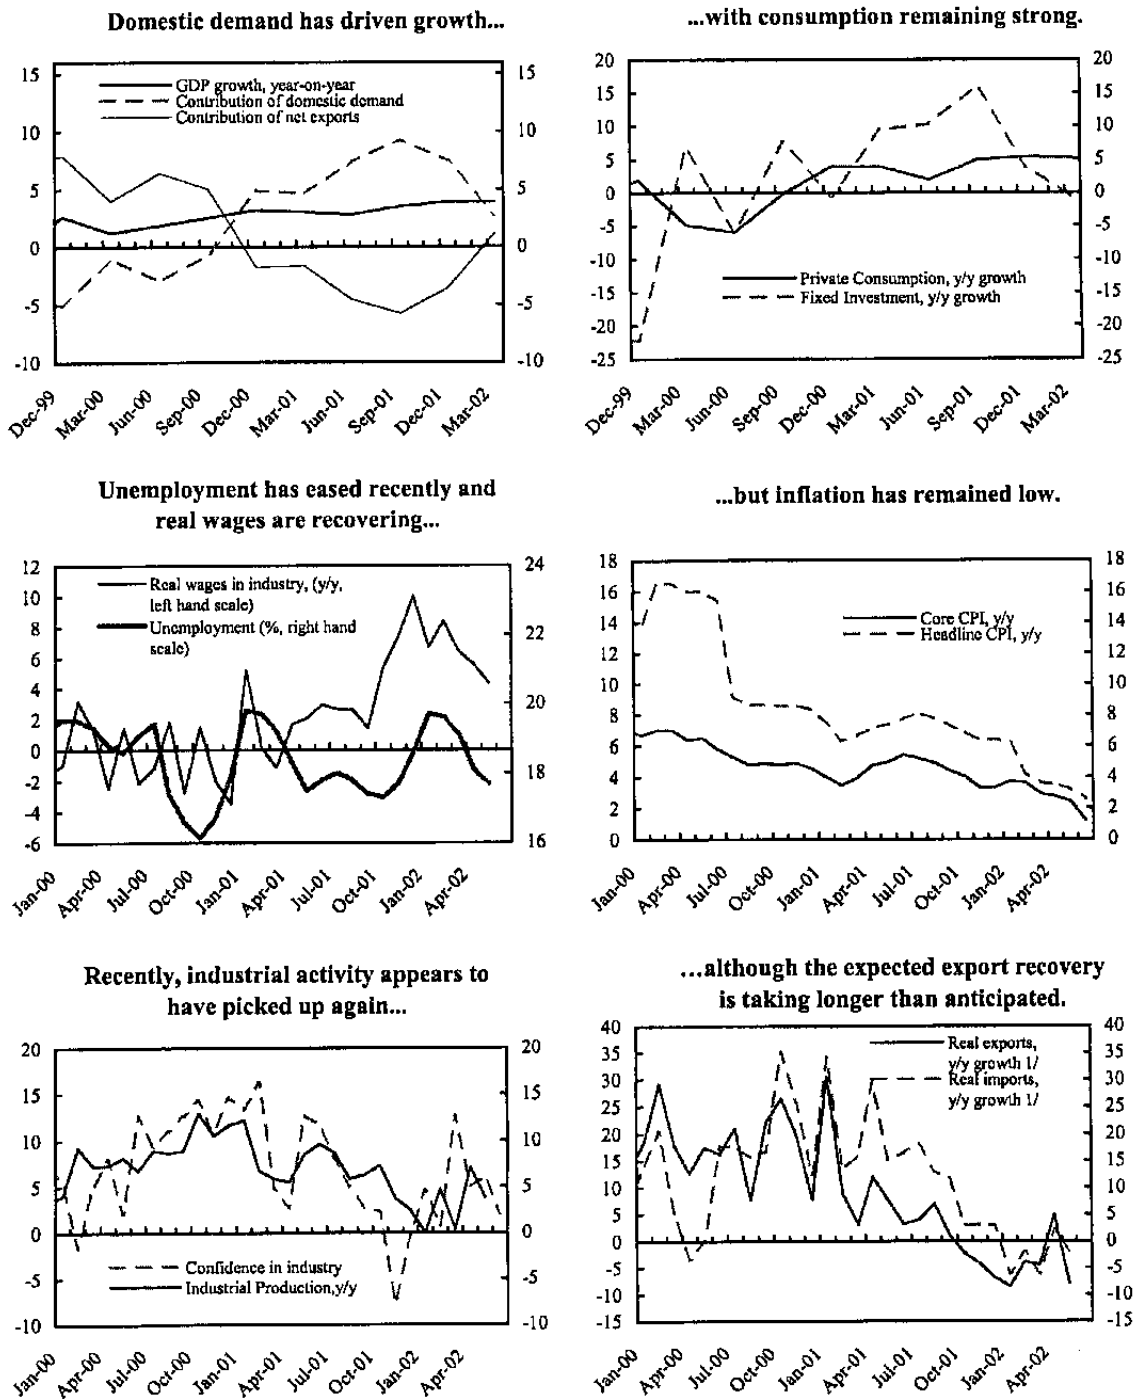 Domestic demand has driven growth...
15
10
5
0
-5
-10
GDP growth, year-on-year
Contribution of domestic demand
Contribution of net exports
15
10
5
0
-5
-10
Dec-99
Mar-00
Jun-00
Sep-00
Dec-00
Mar-01
Jun-01
Sep-01
Dec-01
Mar-02
...with consumption remaining strong.
20
15
10
5
0
-5
-10
-15
-20
-25
Private Consumption, y/y growth
Fixed Investment, y/y growth
20
15
10
5
0
-5
-10
-15
-20
-25
Dec-99
Mar-00
Jun-00
Sep-00
Dec-00
Mar-01
Jun-01
Sep-01
Dec-01
Mar-02
Unemployment has eased recently and
real wages are recovering...
12
10
8
6
4
2
0
-2
-4
-6
Real wages in industry, (y/y,
left hand scale)
Unemployment (%, right hand
scale)
24
22
20
18
16
Jan-00
Apr-00
Jul-00
Oct-00
Jan-01
Apr-01
Jul-01
Oct-01
Jan-02
Apr-02
...but inflation has remained low.
18
16
14
12
10
8
6
4
2
0
Core CPI, y/y
Headline CPI, y/y
18
16
14
12
10
8
6
4
2
0
Jan-00
Apr-00
Jul-00
Oct-00
Jan-01
Apr-01
Jul-01
Oct-01
Jan-02
Apr-02
Recently, industrial activity appears to
have picked up again...
20
15
10
5
0
-5
-10
Confidence in industry
Industrial Production,y/y
20
15
10
5
0
-5
-10
Jan-00
Apr-00
Jul-00
Oct-00
Jan-01
Apr-01
Jul-01
Oct-01
Jan-02
Apr-02
...although the expected export recovery
is taking longer than anticipated.
40
35
30
25
20
15
10
5
0
-5
-10
-15
Real exports,
y/y growth 1/
Real imports,
y/y growth 1/
40
35
30
25
20
15
10
5
0
-5
-10
-15
Jan-00
Apr-00
Jul-00
Oct-00
Jan-01
Apr-01
Jul-01
Oct-01
Jan-02
Apr-02